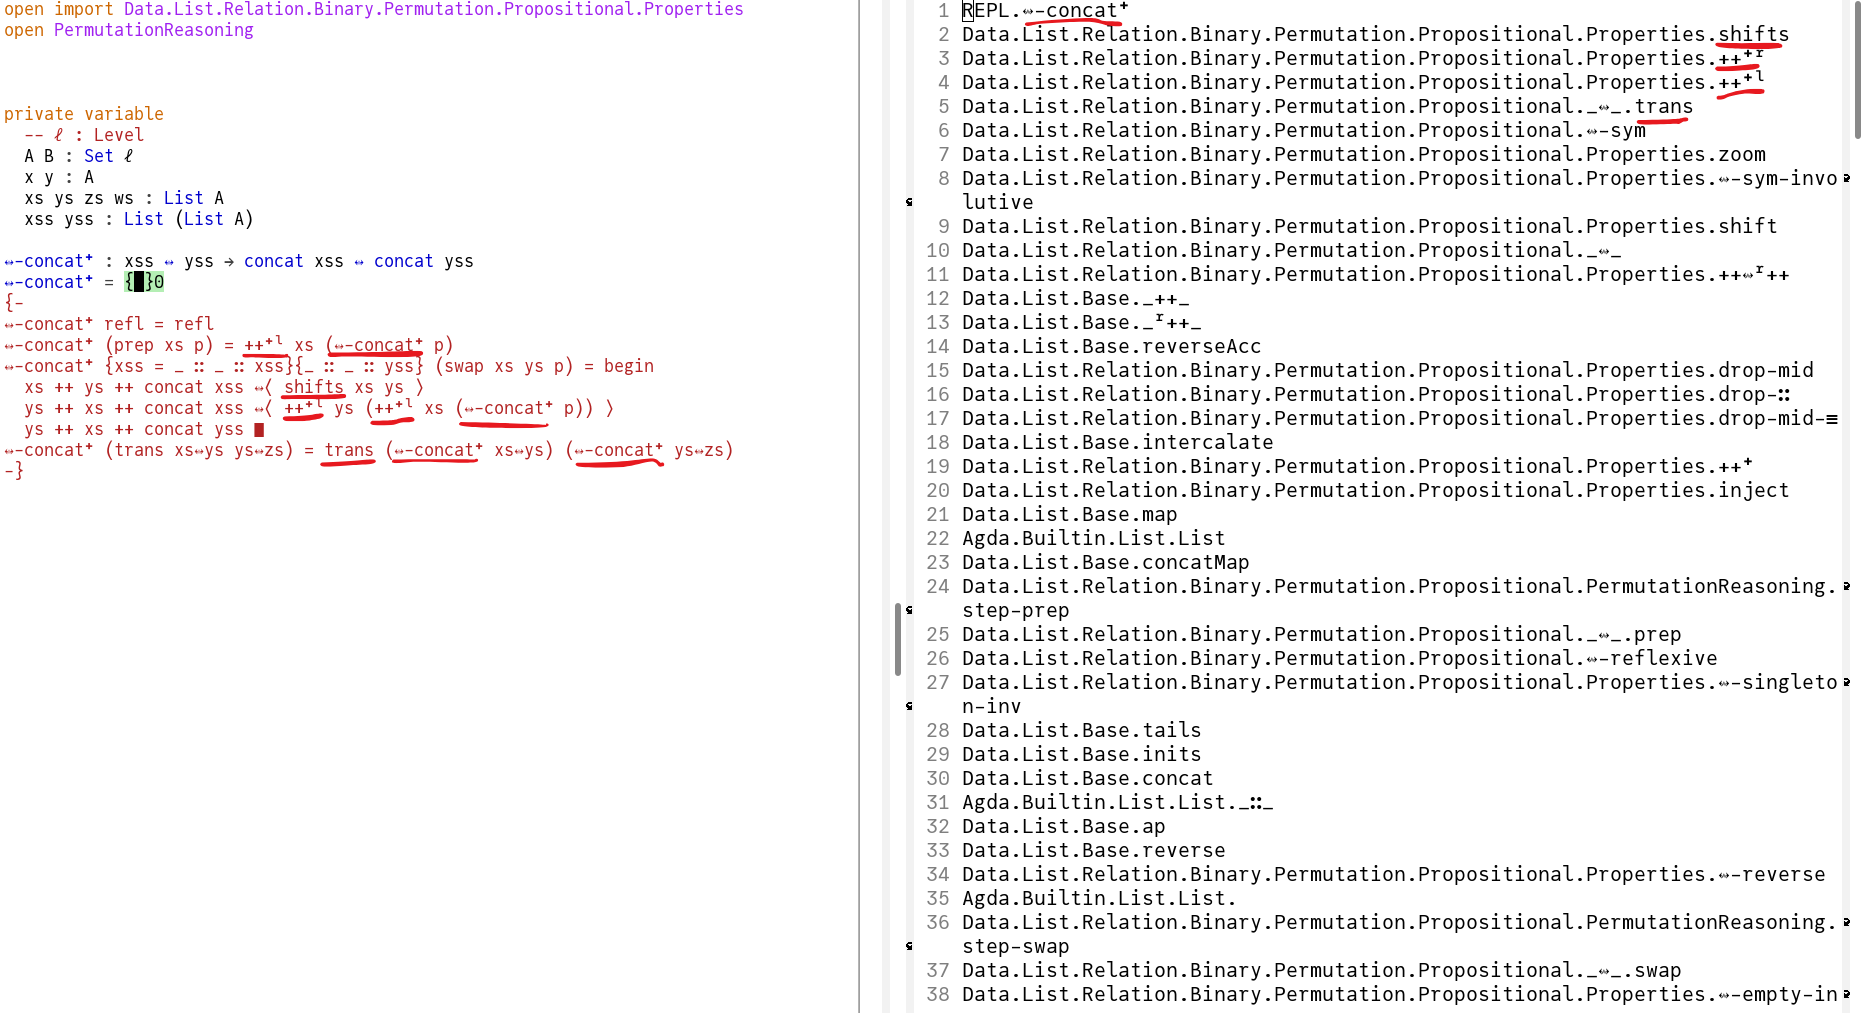 open import Data.List.Relation.Binary.Permutation.Propositional.Properties
open PermutationReasoning
private variable
-- ℓ : Level
A B : Set ℓ
x y : A
xs ys zs ws : List A
xss yss : List (List A)
↭-concat⁺ : xss ↭ yss → concat xss ↭ concat yss
↭-concat⁺ = { }0
{-
↭-concat⁺ refl = refl
↭-concat⁺ (prep xs p) = ++⁺ˡ xs (↭-concat⁺ p)
↭-concat⁺ {xss = _ ∷ _ ∷ xss}{_ ∷ _ ∷ yss} (swap xs ys p) = begin
xs ++ ys ++ concat xss ↭⟨ shifts xs ys ⟩
ys ++ xs ++ concat xss ↭⟨ ++⁺ˡ ys (++⁺ˡ xs (↭-concat⁺ p)) ⟩
ys ++ xs ++ concat yss ∎
↭-concat⁺ (trans xs↭ys ys↭zs) = trans (↭-concat⁺ xs↭ys) (↭-concat⁺ ys↭zs)
-}
1 REPL.↭-concat⁺
2 Data.List.Relation.Binary.Permutation.Propositional.Properties.shifts
3 Data.List.Relation.Binary.Permutation.Propositional.Properties.++⁺ʳ
4 Data.List.Relation.Binary.Permutation.Propositional.Properties.++⁺ˡ
5 Data.List.Relation.Binary.Permutation.Propositional._↭_.trans
6 Data.List.Relation.Binary.Permutation.Propositional.↭-sym
7 Data.List.Relation.Binary.Permutation.Propositional.Properties.zoom
8 Data.List.Relation.Binary.Permutation.Propositional.Properties.↭-sym-invo
lutive
9 Data.List.Relation.Binary.Permutation.Propositional.Properties.shift
10 Data.List.Relation.Binary.Permutation.Propositional._↭_
11 Data.List.Relation.Binary.Permutation.Propositional.Properties.++↭ʳ++
12 Data.List.Base._++_
13 Data.List.Base._ʳ++_
14 Data.List.Base.reverseAcc
15 Data.List.Relation.Binary.Permutation.Propositional.Properties.drop-mid
16 Data.List.Relation.Binary.Permutation.Propositional.Properties.drop-∷
17 Data.List.Relation.Binary.Permutation.Propositional.Properties.drop-mid-≡
18 Data.List.Base.intercalate
19 Data.List.Relation.Binary.Permutation.Propositional.Properties.++⁺
20 Data.List.Relation.Binary.Permutation.Propositional.Properties.inject
21 Data.List.Base.map
22 Agda.Builtin.List.List
23 Data.List.Base.concatMap
24 Data.List.Relation.Binary.Permutation.Propositional.PermutationReasoning.
step-prep
25 Data.List.Relation.Binary.Permutation.Propositional._↭_.prep
26 Data.List.Relation.Binary.Permutation.Propositional.↭-reflexive
27 Data.List.Relation.Binary.Permutation.Propositional.Properties.↭-singleto
n-inv
28 Data.List.Base.tails
29 Data.List.Base.inits
30 Data.List.Base.concat
31 Agda.Builtin.List.List._∷_
32 Data.List.Base.ap
33 Data.List.Base.reverse
34 Data.List.Relation.Binary.Permutation.Propositional.Properties.↭-reverse
35 Agda.Builtin.List.List.
36 Data.List.Relation.Binary.Permutation.Propositional.PermutationReasoning.
step-swap
37 Data.List.Relation.Binary.Permutation.Propositional._↭_.swap
38 Data.List.Relation.Binary.Permutation.Propositional.Properties.↭-empty-in